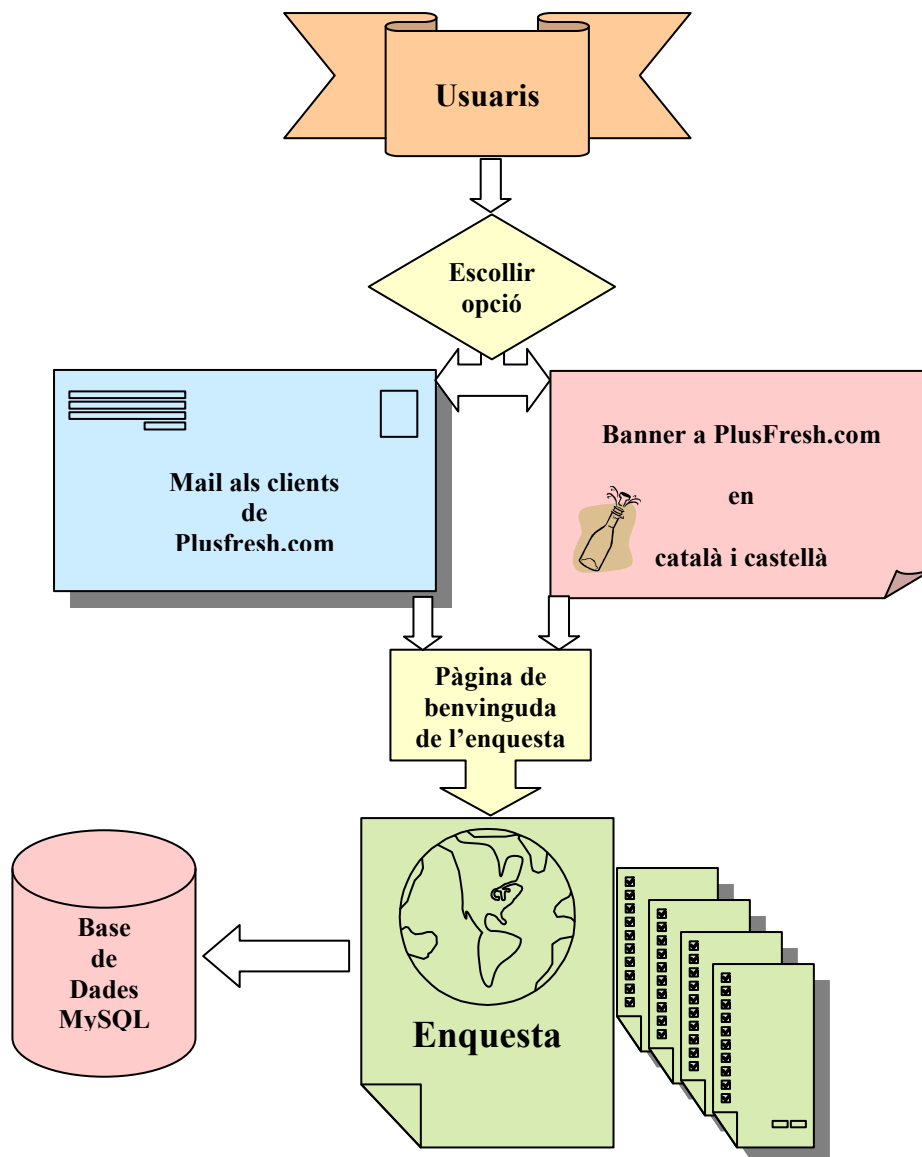 Usuaris
Escollir
opció
Mail als clients
de
Plusfresh.com
Banner a PlusFresh.com
en
català i castellà
Pàgina de
benvinguda
de l’enquesta
Base
de
Dades
MySQL
Enquesta